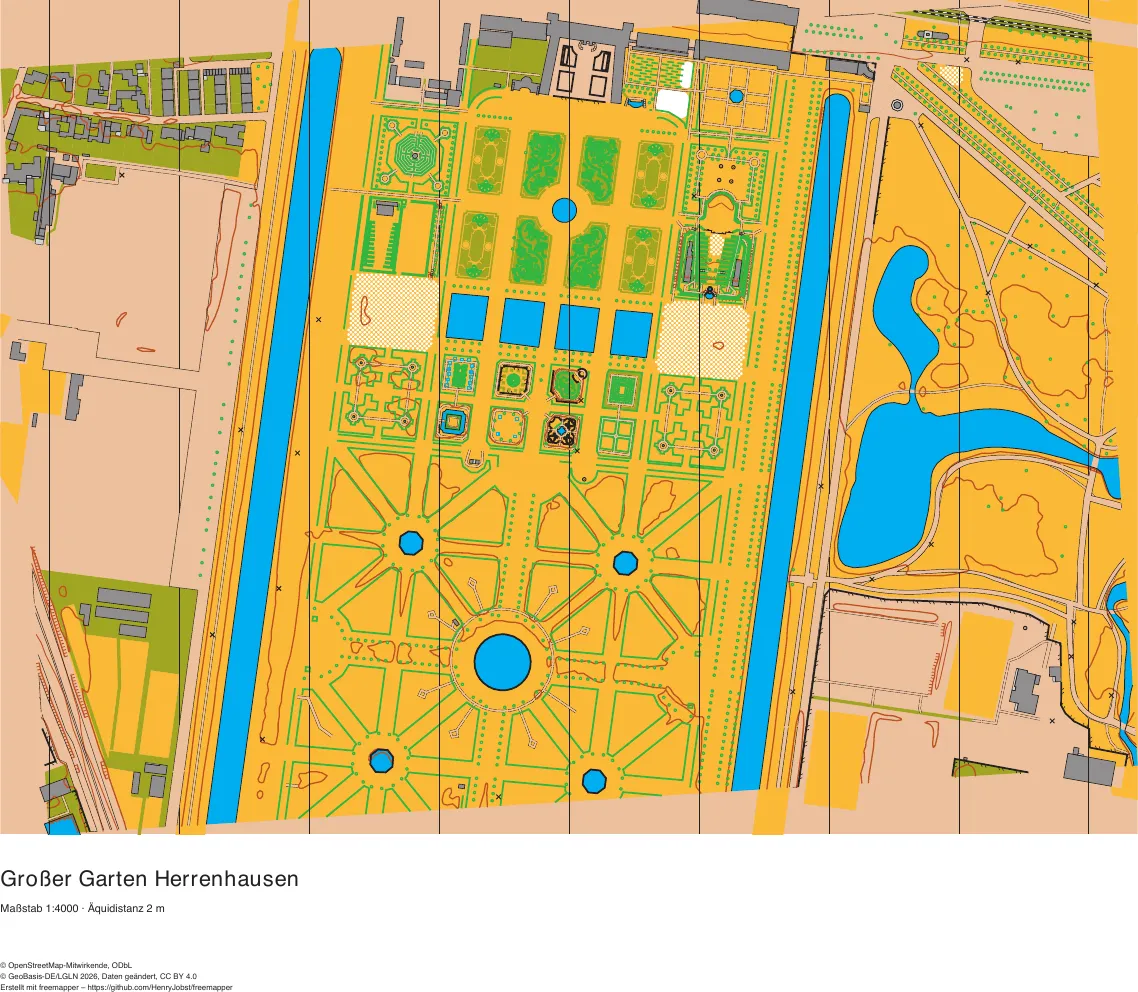 Großer Garten Herrenhausen
Maßstab 1:4000 · Äquidistanz 2 m
© OpenStreetMap-Mitwirkende, ODbL
© GeoBasis-DE/LGLN 2026, Daten geändert, CC BY 4.0
Erstellt mit freemapper – https://github.com/HenryJobst/freemapper